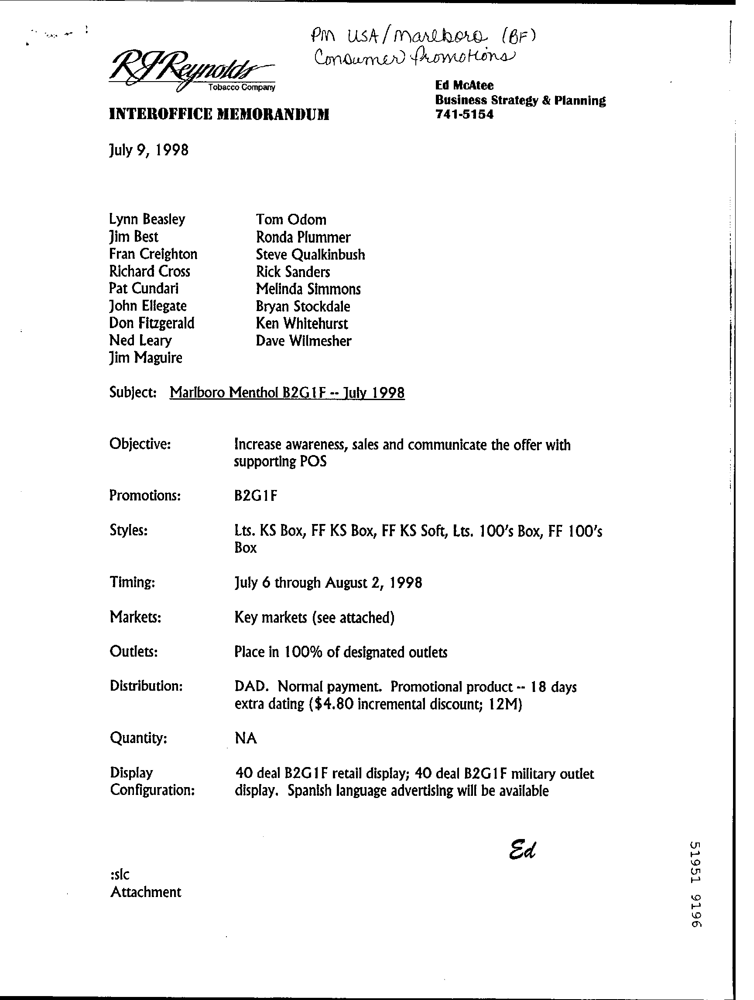 PM USA/Marlboro (BF)
Consumer Promotions
RJReynolds
Tobacco Company
Ed McAtee
Business Strategy & Planning
741-5154
INTEROFFICE MEMORANDUM
July 9, 1998
Lynn Beasley Tom Odom
Jim Best Ronda Plummer
Fran Creighton Steve Qualkinbush
Richard Cross Rick Sanders
Pat Cundari Melinda Simmons
John Ellegate Bryan Stockdale
Don Fitzgerald Ken Whitehurst
Ned Leary Dave Wilmesher
Jim Maguire
Subject: Marlboro Menthol B2G1F -- July 1998
Objective: Increase awareness, sales and communicate the offer with
supporting POS
Promotions: B2G1F
Styles: Lts. KS Box, FF KS Box, FF KS Soft, Lts. 100's Box, FF 100's
Box
Timing: July 6 through August 2, 1998
Markets: Key markets (see attached)
Outlets: Place in 100% of designated outlets
Distribution: DAD. Normal payment. Promotional product -- 18 days
extra dating ($4.80 incremental discount; 12M)
Quantity: NA
Display 40 deal B2G1F retail display; 40 deal B2G1F military outlet
Configuration: display. Spanish language advertising will be available
Ed
:slc
Attachment
51951 9196